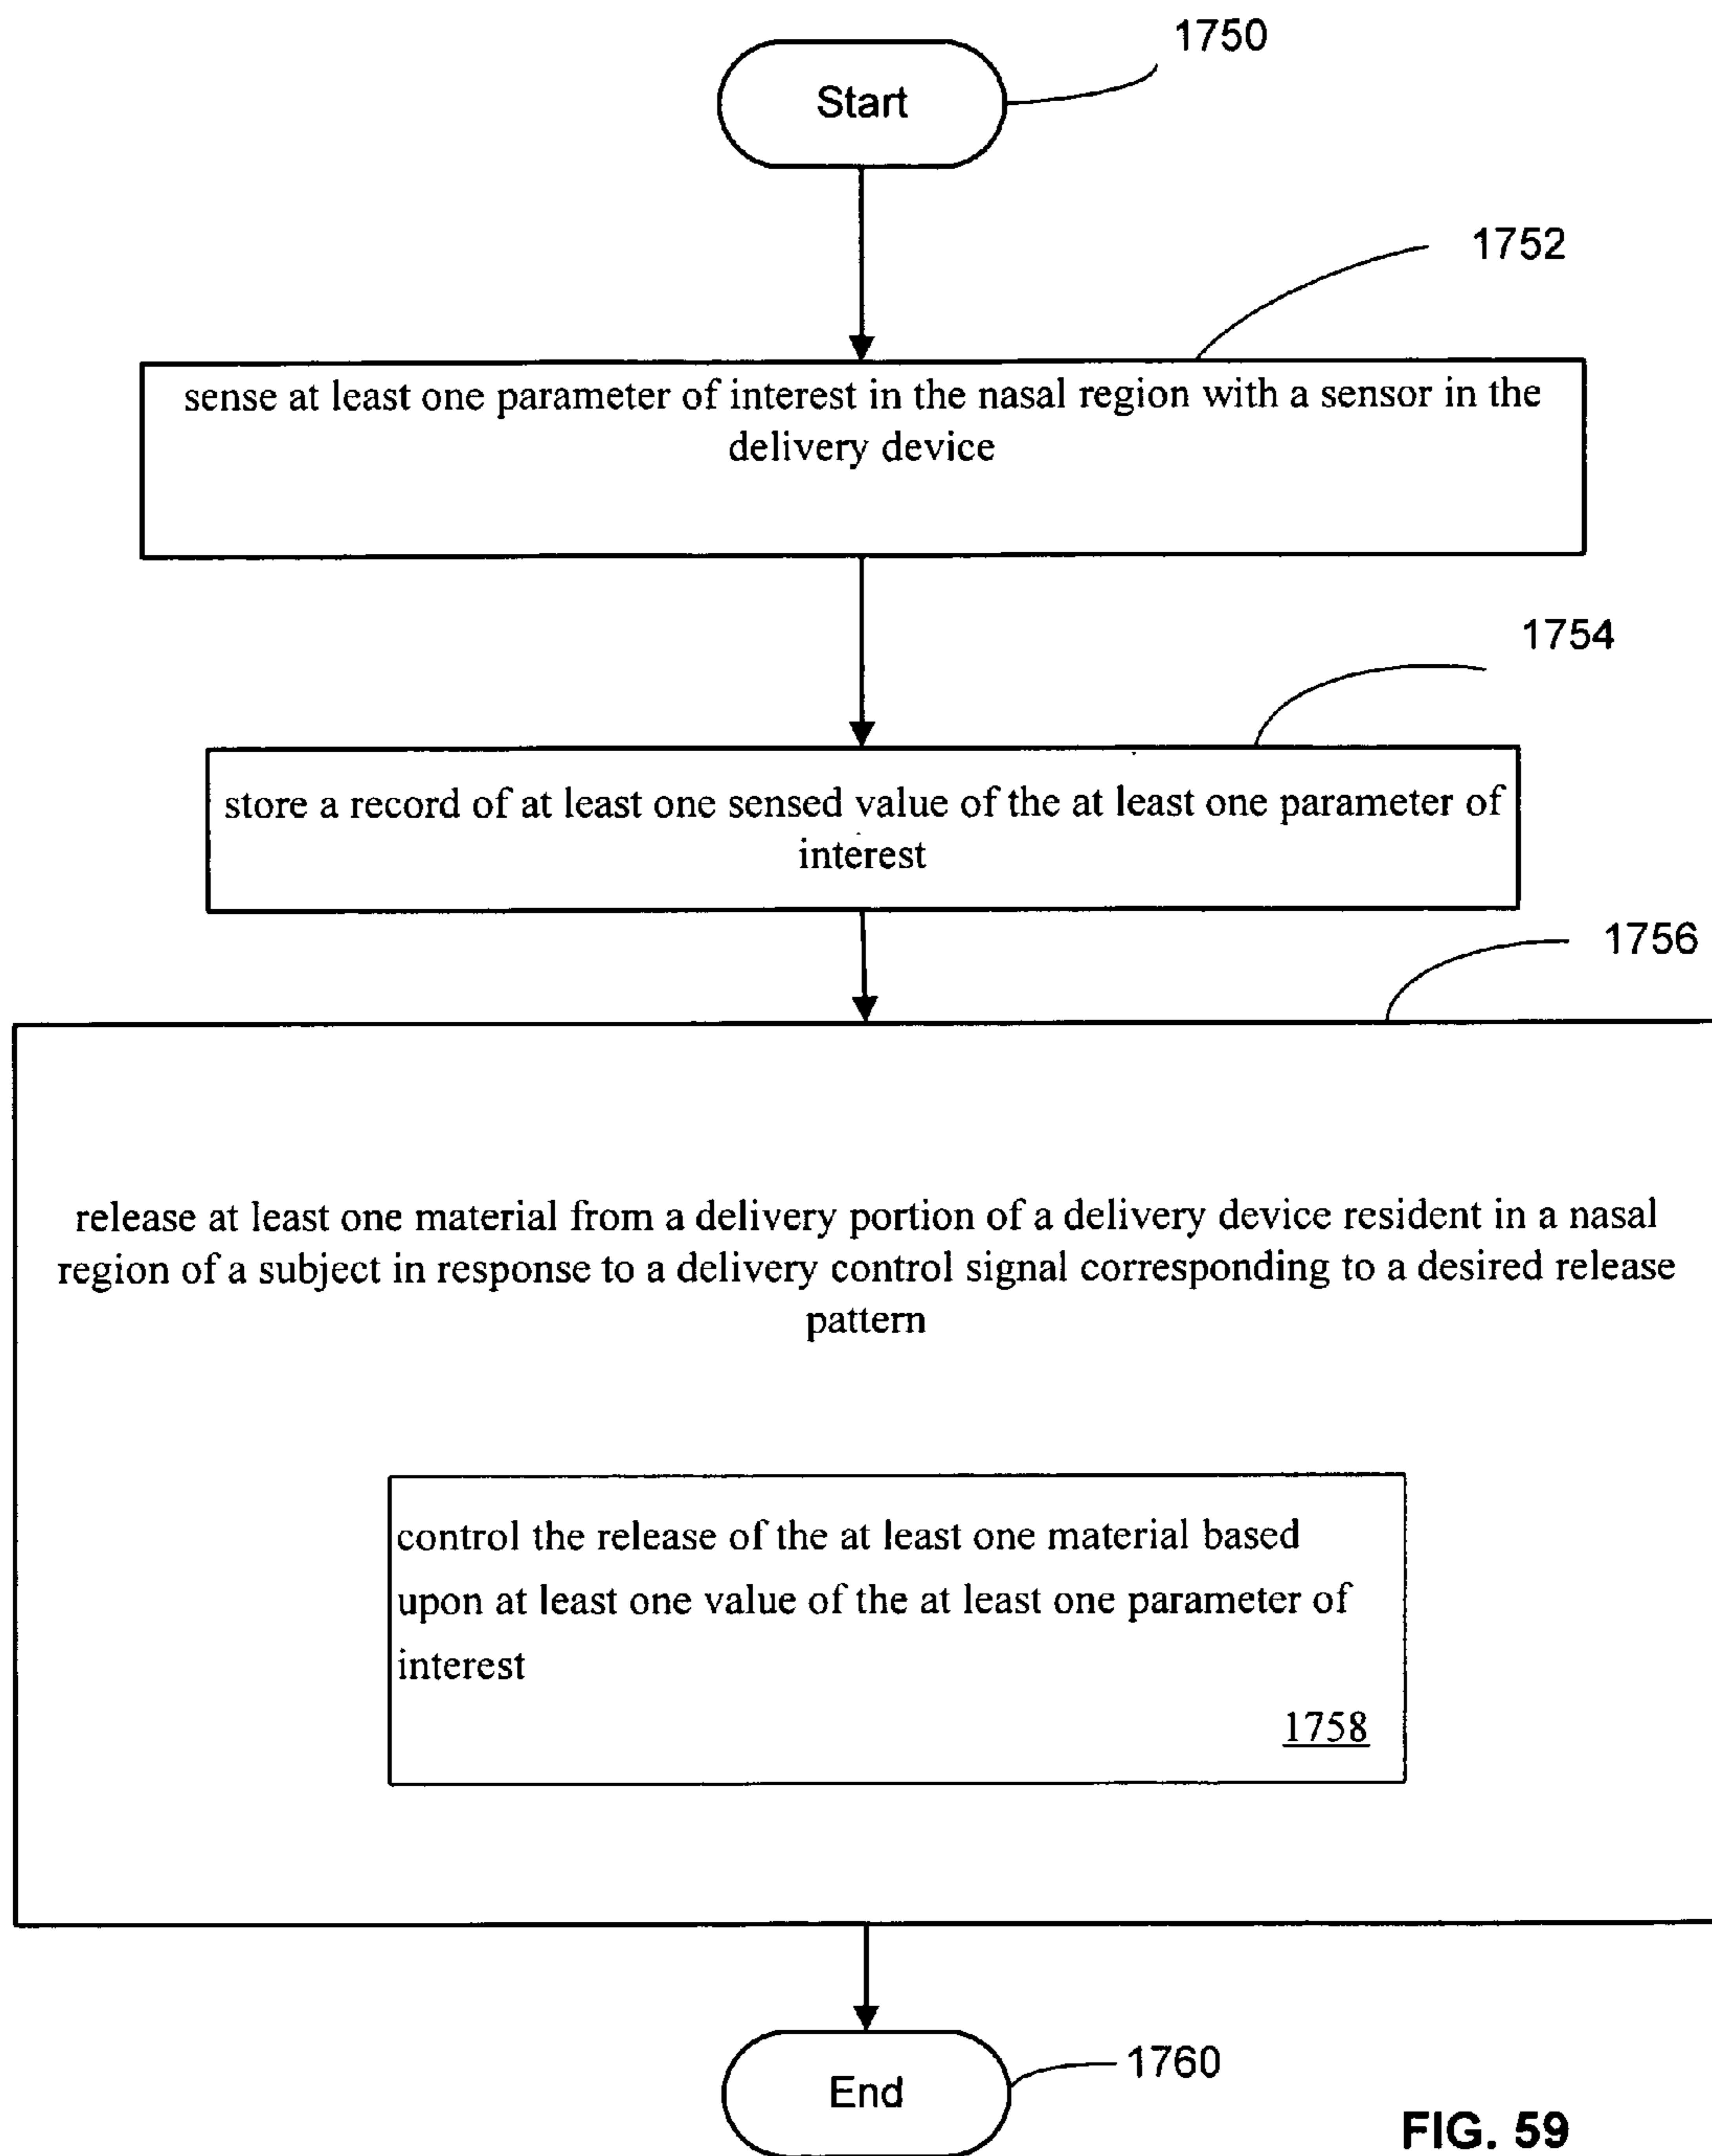 1750
Start
1752
sense at least one parameter of interest in the nasal region with a sensor in the
delivery device
1754
store a record of at least one sensed value of the at least one parameter of
interest
1756
release at least one material from a delivery portion of a delivery device resident in a nasal
region of a subject in response to a delivery control signal corresponding to a desired release
pattern
control the release of the at least one material based
upon at least one value of the at least one parameter of
interest
1758
1760
End
FIG. 59